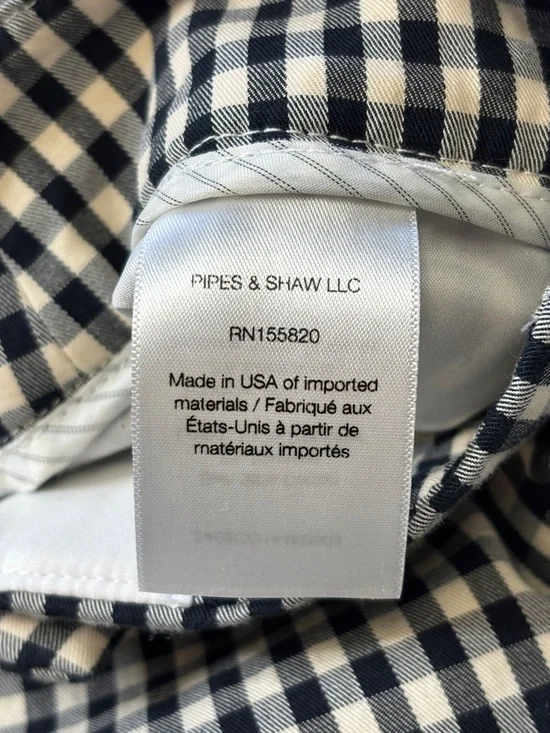 PIPES & SHAW LLC
RN155820
Made in USA of imported
materials / Fabriqué aux
États-Unis à partir de
matériaux importés